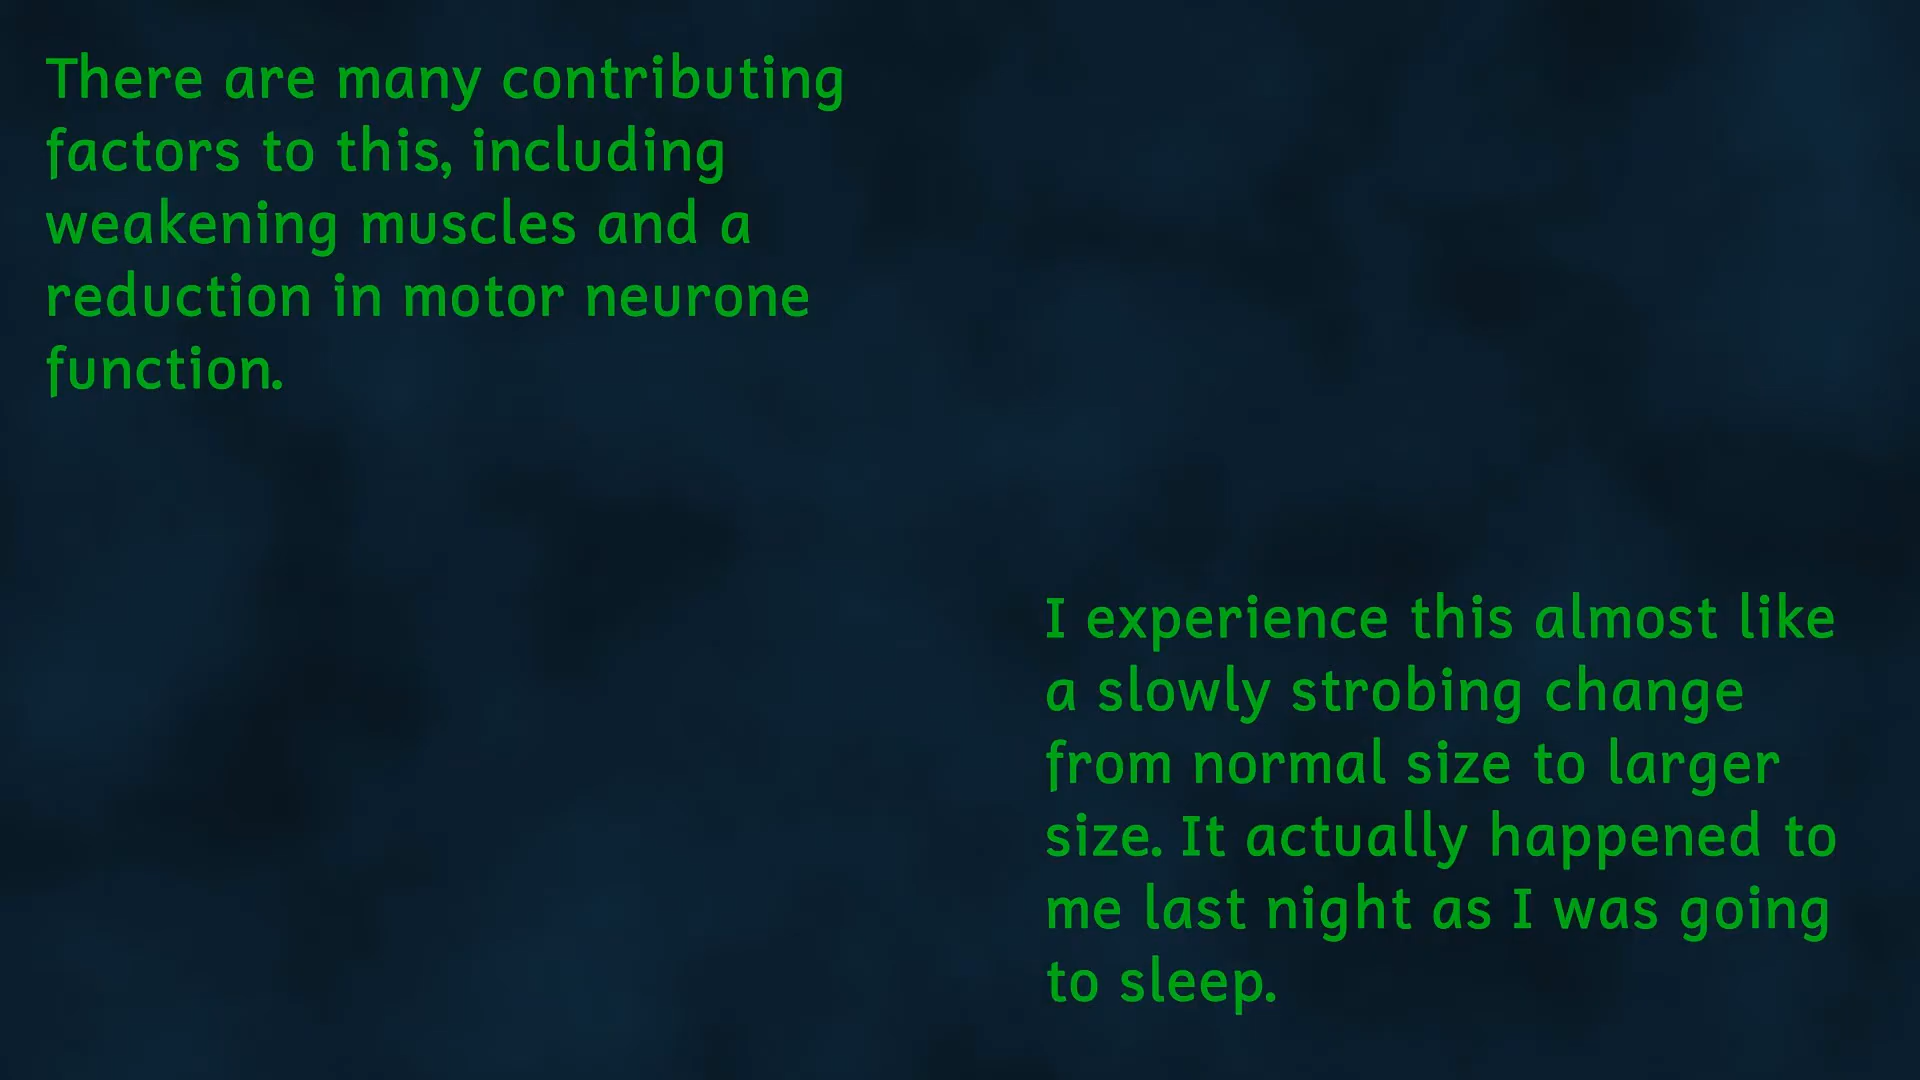 There are many contributing
factors to this, including
weakening muscles and a
reduction in motor neurone
function.
I experience this almost like
a slowly strobing change
from normal size to larger
size. It actually happened to
me last night as I was going
to sleep.